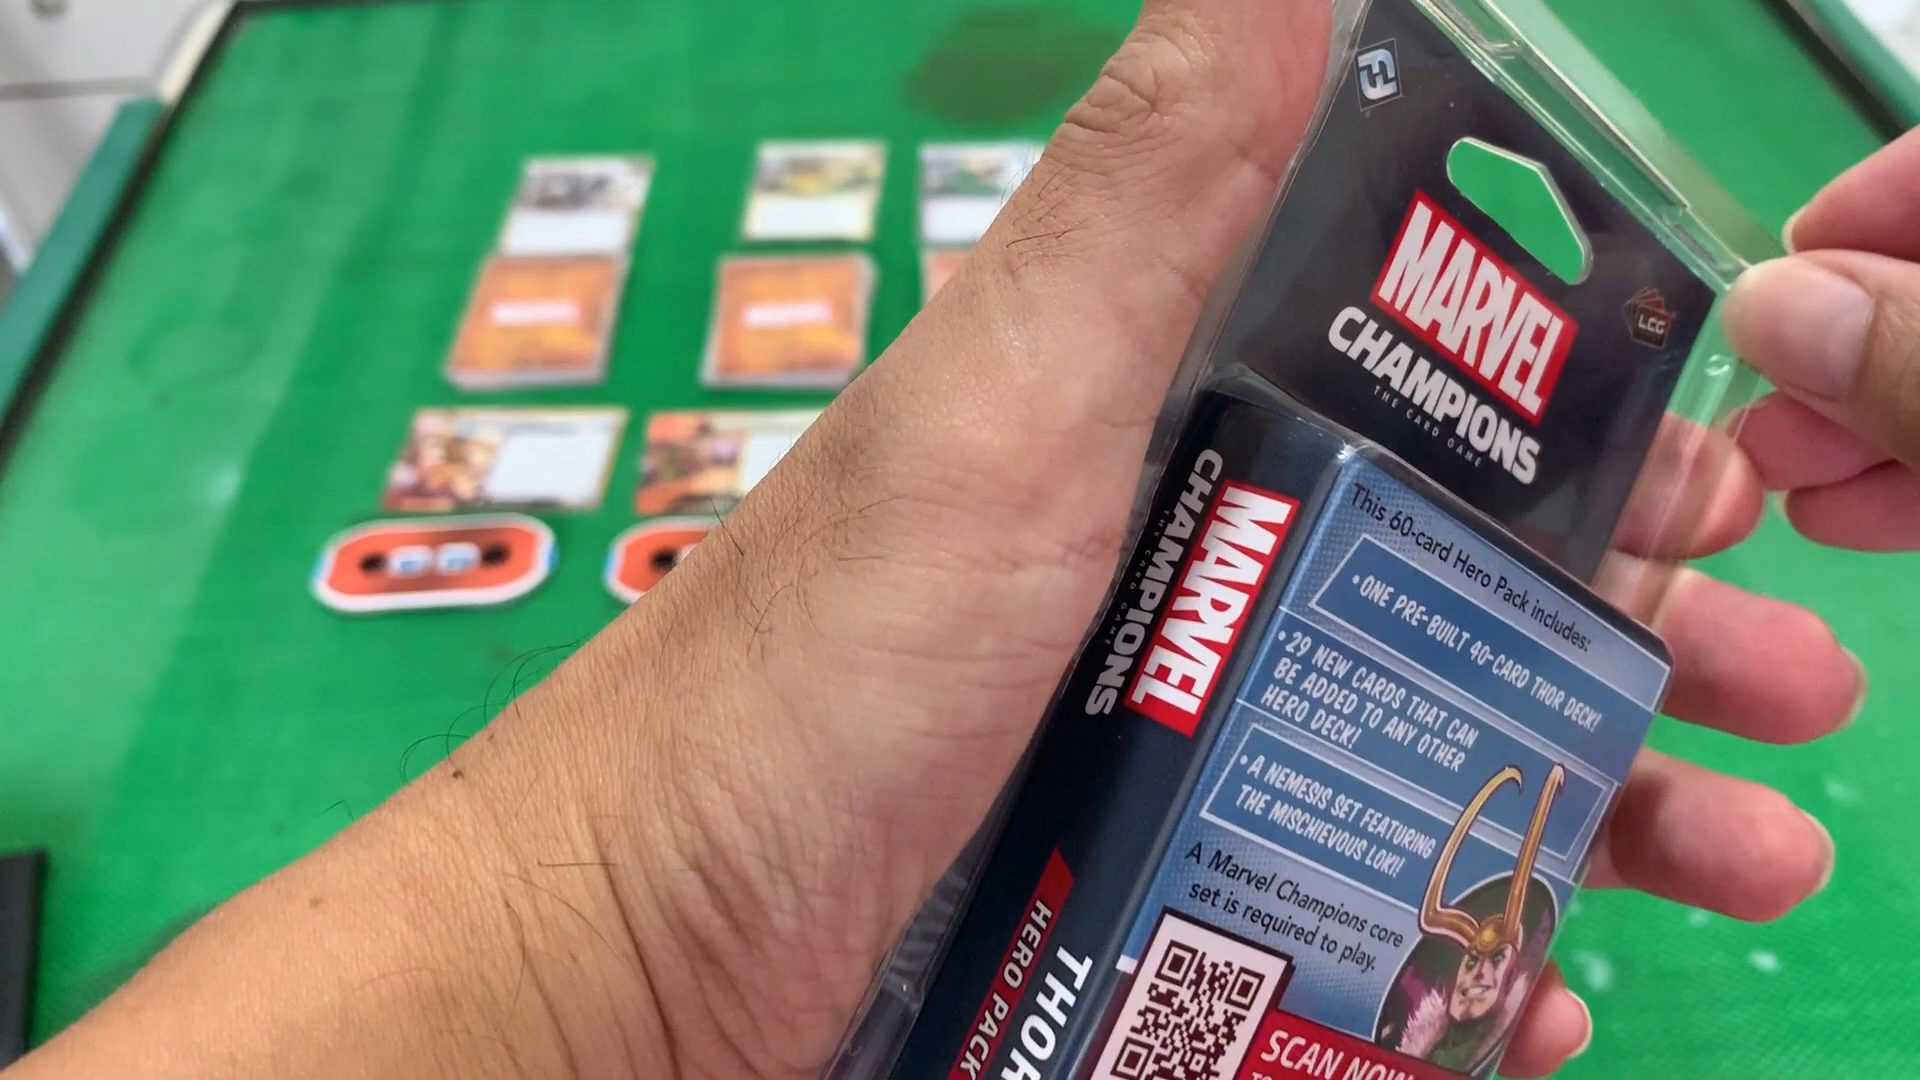 LCG
MARVEL
CHAMPIONS
THE CARD GAME
MARVEL
CHAMPIONS
THE CARD GAME
HERO PACK
THOR
This 60-card Hero Pack includes:
• ONE PRE-BUILT 40-CARD THOR DECK!
• 29 NEW CARDS THAT CAN
BE ADDED TO ANY OTHER
HERO DECK!
• A NEMESIS SET FEATURING
THE MISCHIEVOUS LOKI!
A Marvel Champions core
set is required to play.
SCAN NOW